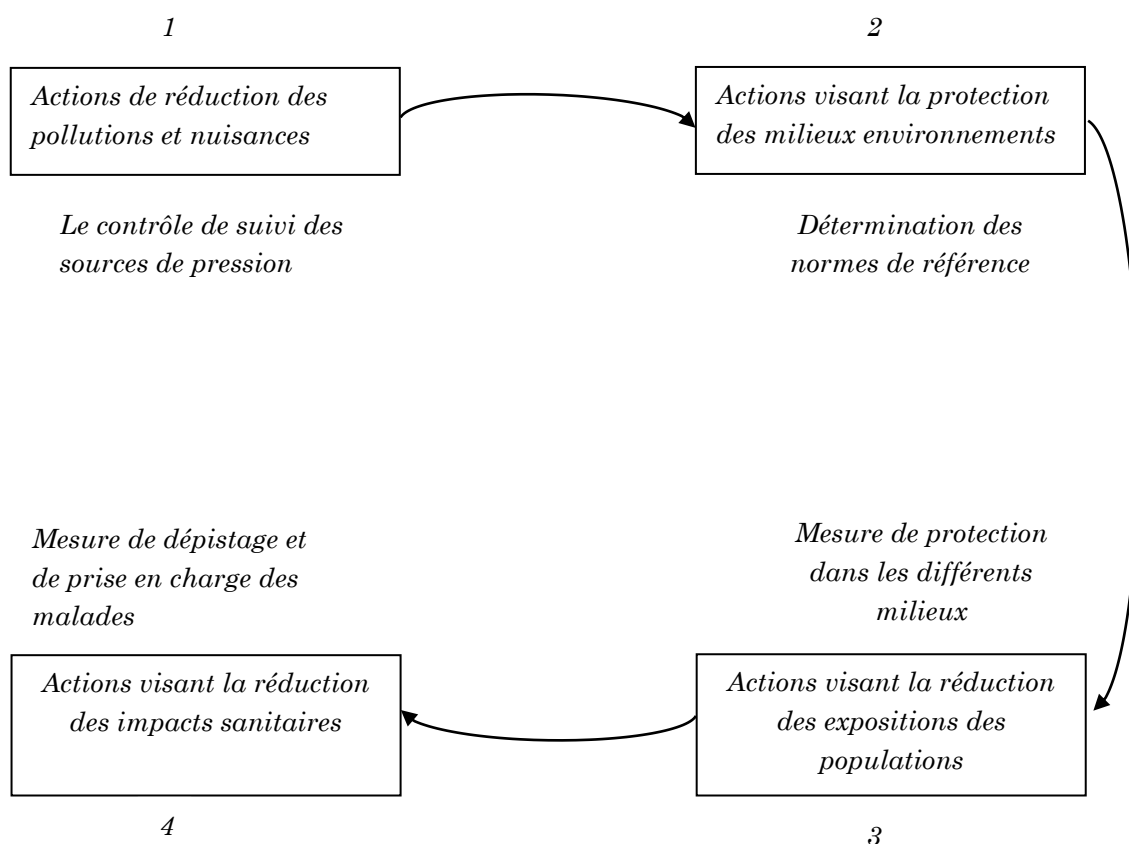 1
Actions de réduction des
pollutions et nuisances
Le contrôle de suivi des
sources de pression
2
Actions visant la protection
des milieux environnements
Détermination des
normes de référence
Mesure de protection
dans les différents
milieux
Actions visant la réduction
des expositions des
populations
3
Mesure de dépistage et
de prise en charge des
malades
Actions visant la réduction
des impacts sanitaires
4